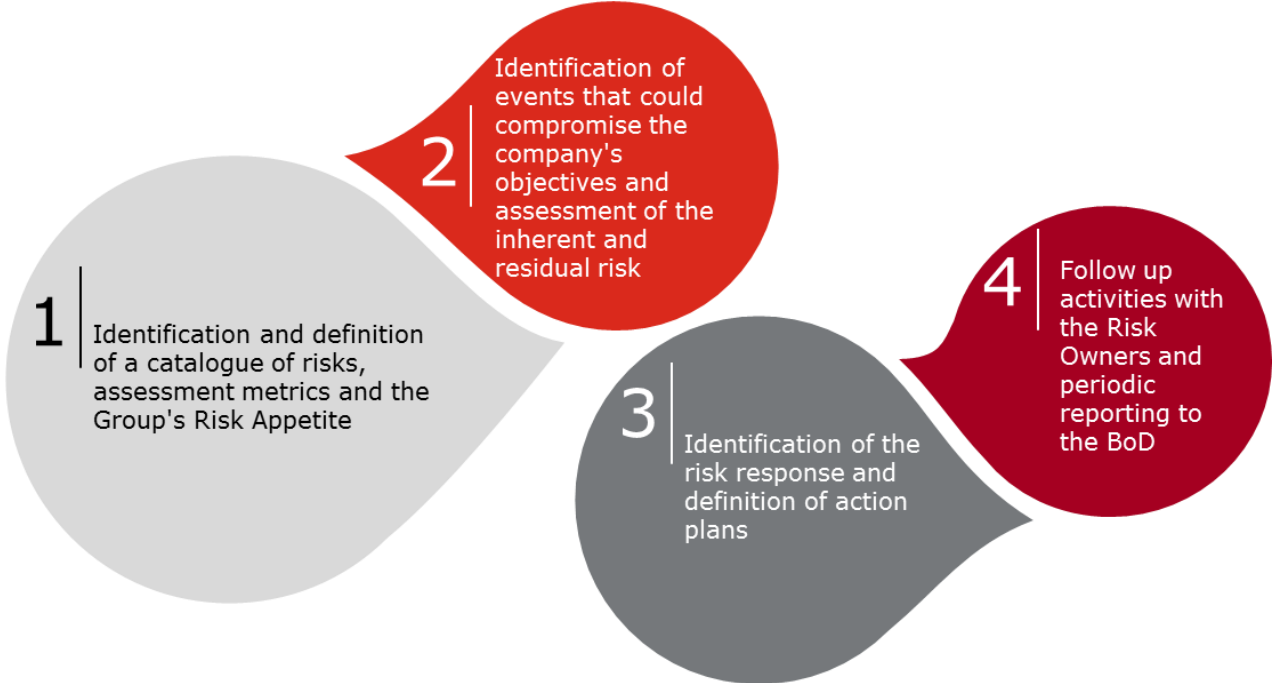 1
Identification and definition
of a catalogue of risks,
assessment metrics and the
Group's Risk Appetite
2
Identification of
events that could
compromise the
company's
objectives and
assessment of the
inherent and
residual risk
3
Identification of the
risk response and
definition of action
plans
4
Follow up
activities with
the Risk
Owners and
periodic
reporting to
the BoD